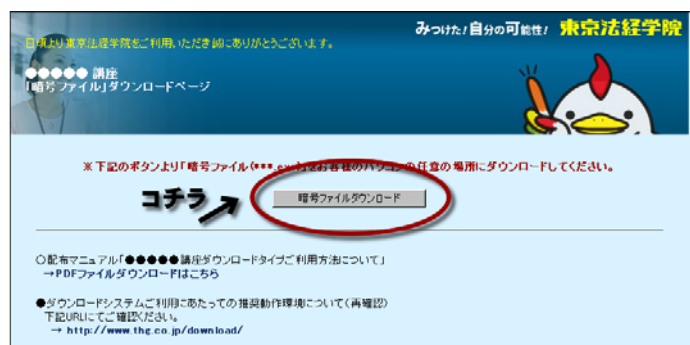 みつけた!自分の可能性! 東京法経学院
日頃より東京法経学院をご利用いただき誠にありがとうございます。
●●●●● 講座
「暗号ファイル」ダウンロードページ
※下記のボタンより「暗号ファイル(***.exe)」をお客様のパソコンの任意の場所にダウンロードしてください。
コチラ
暗号ファイルダウンロード
○配布マニュアル「●●●●●講座ダウンロードタイプご利用方法について」
→PDFファイルダウンロードはこちら
●ダウンロードシステムご利用にあたっての推奨動作環境について(再確認)
下記URLにてご確認ください。
→ http://www.thg.co.jp/download/